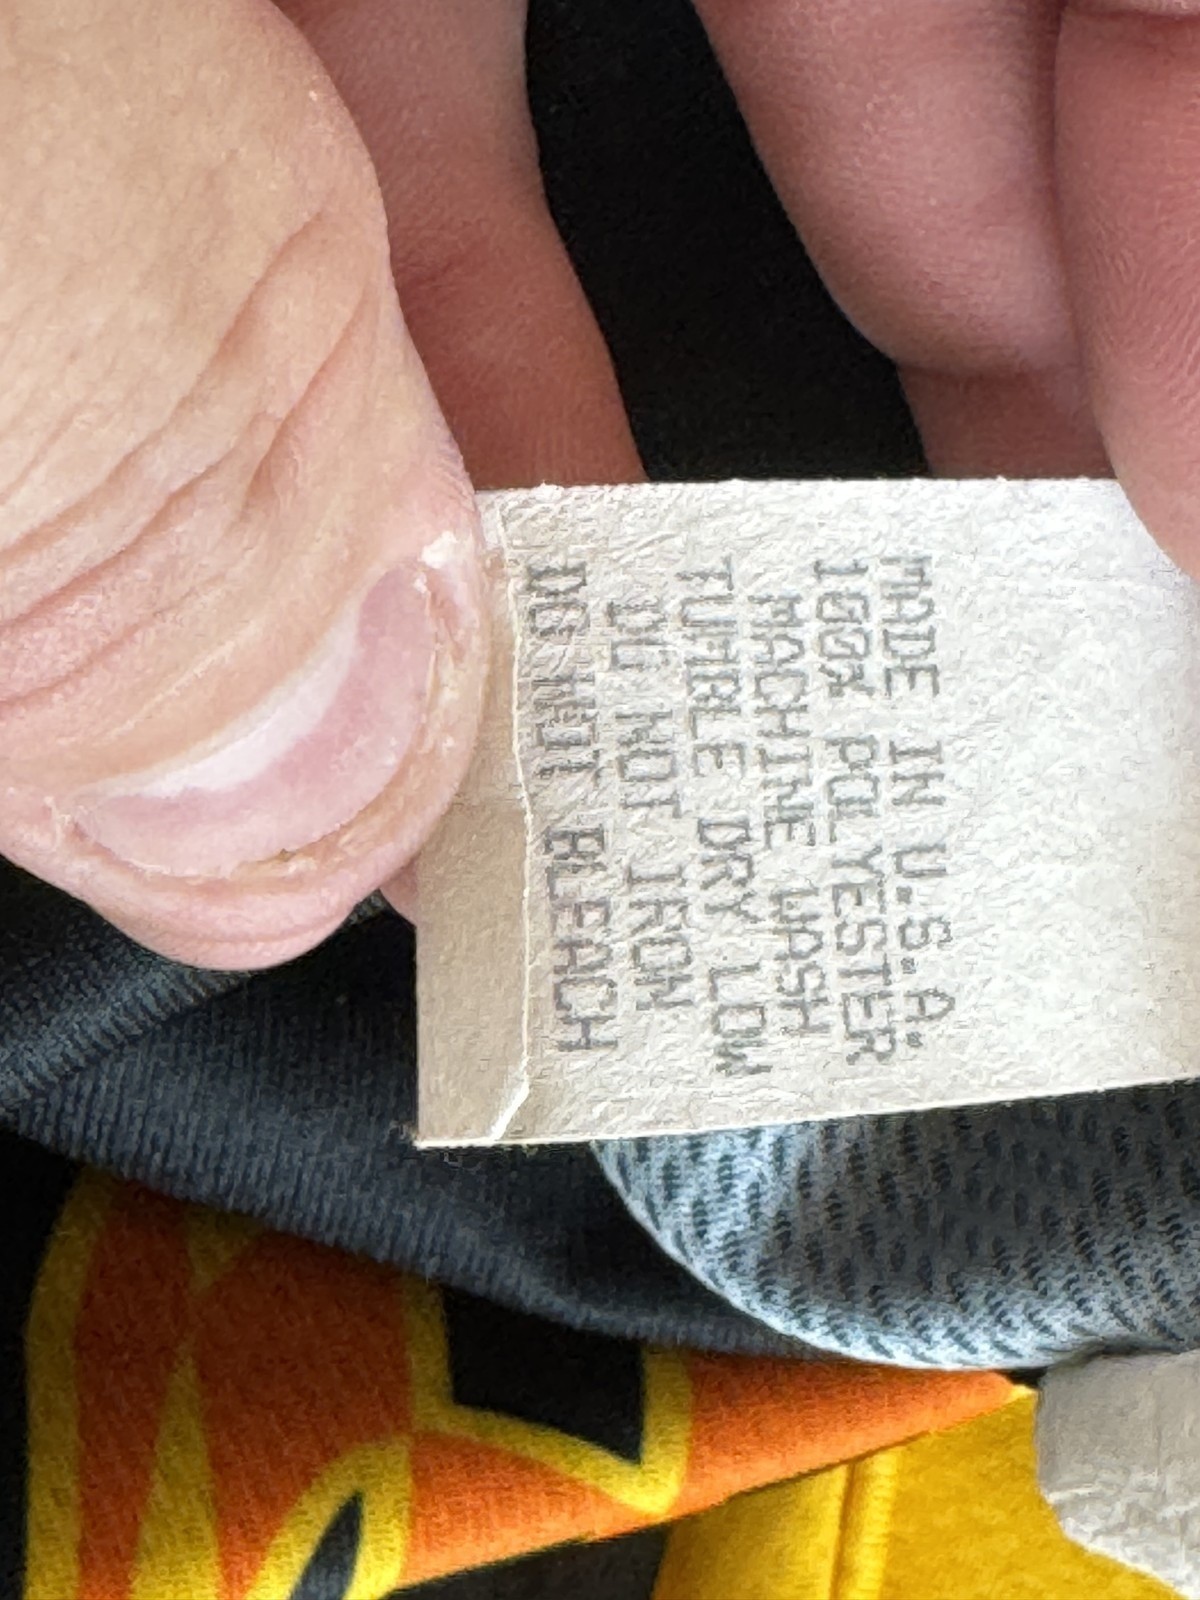 MADE IN U.S.A.
100% POLYESTER
MACHINE WASH
TUMBLE DRY LOW
DO NOT IRON
DO NOT BLEACH